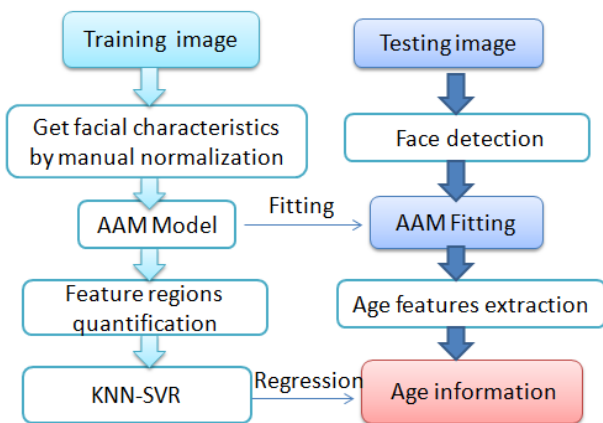 Training image
Testing image
Get facial characteristics
by manual normalization
Face detection
AAM Model
Fitting
AAM Fitting
Feature regions
quantification
Age features extraction
KNN-SVR
Regression
Age information